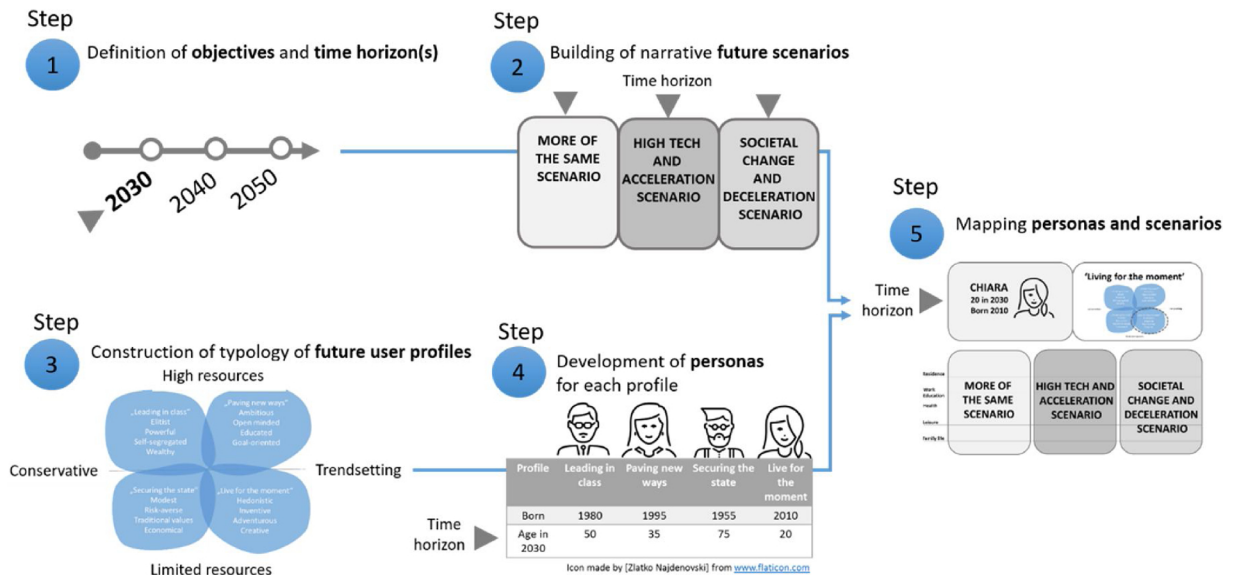 Step
1
Definition of objectives and time horizon(s)
2030
2040
2050
Step
2
Building of narrative future scenarios
Time horizon
MORE OF
THE SAME
SCENARIO
HIGH TECH
AND
ACCELERATION
SCENARIO
SOCIETAL
CHANGE
AND
DECELERATION
SCENARIO
Step
3
Construction of typology of future user profiles
High resources
„Leading in class"
Elitist
Powerful
Self-segregated
Wealthy
„Paving new ways"
Ambitious
Open minded
Educated
Goal-oriented
Conservative
Trendsetting
„Securing the state"
Modest
Risk-averse
Traditional values
Economical
„Live for the moment"
Hedonistic
Inventive
Adventurous
Creative
Limited resources
Step
4
Development of personas
for each profile
Profile
Leading in
class
Paving new
ways
Securing the
state
Live for
the
moment
Born 1980 1995 1955 2010
Age in
2030
50 35 75 20
Time
horizon
Icon made by [Zlatko Najdenovski] from www.flaticon.com
Step
5
Mapping personas and scenarios
Time
horizon
CHIARA
20 in 2030
Born 2010
'Living for the moment'
Residence
Work
Education
Health
Leisure
Family life
MORE OF
THE SAME
SCENARIO
HIGH TECH AND
ACCELERATION
SCENARIO
SOCIETAL
CHANGE AND
DECELERATION
SCENARIO